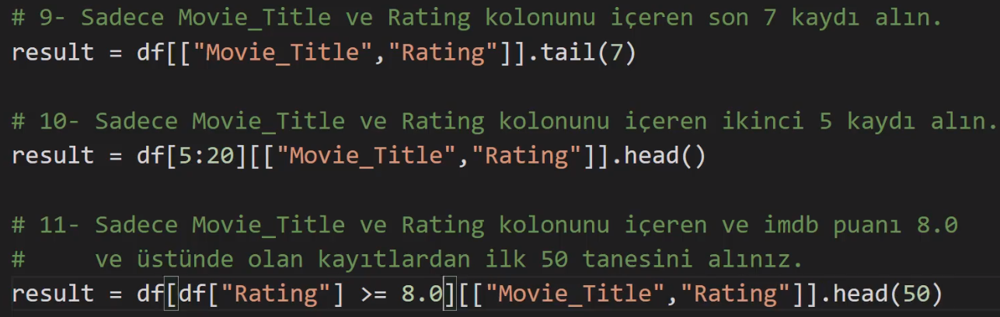 # 9- Sadece Movie_Title ve Rating kolonunu içeren son 7 kaydı alın.
result = df[["Movie_Title","Rating"]].tail(7)
# 10- Sadece Movie_Title ve Rating kolonunu içeren ikinci 5 kaydı alın.
result = df[5:20][["Movie_Title","Rating"]].head()
# 11- Sadece Movie_Title ve Rating kolonunu içeren ve imdb puanı 8.0
#     ve üstünde olan kayıtlardan ilk 50 tanesini alınız.
result = df[df["Rating"] >= 8.0][["Movie_Title","Rating"]].head(50)